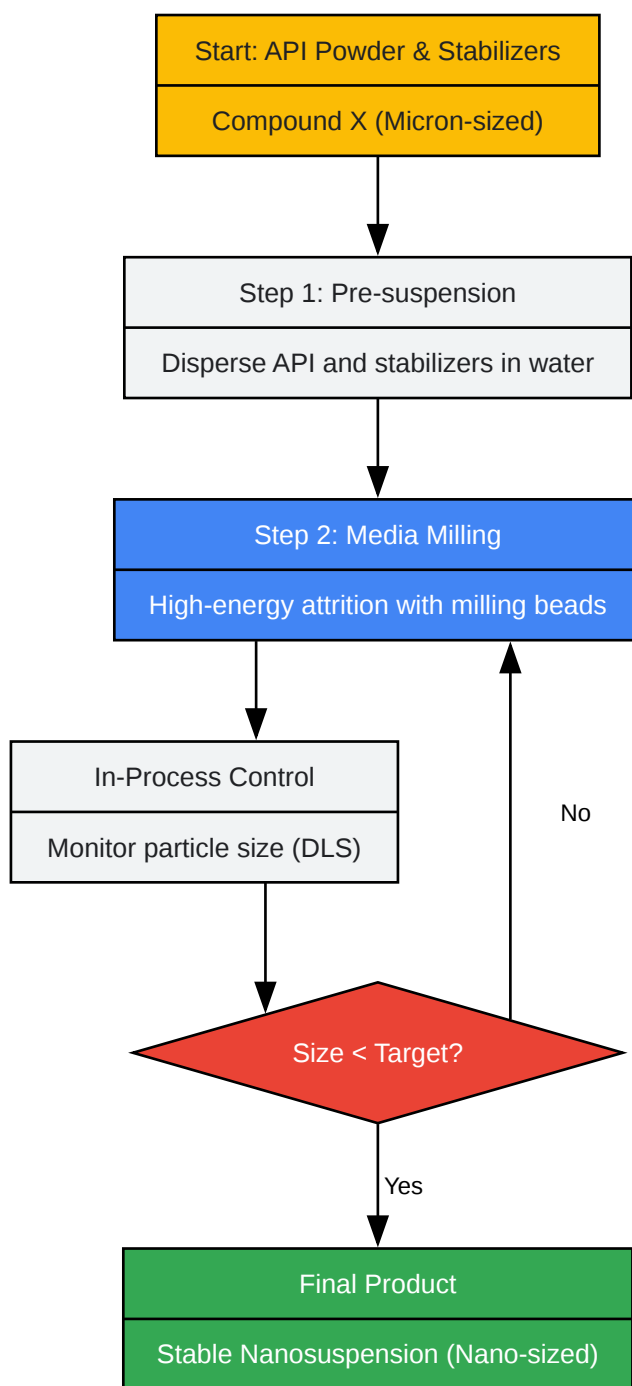 Start: API Powder & Stabilizers
Compound X (Micron-sized)
Step 1: Pre-suspension
Disperse API and stabilizers in water
Step 2: Media Milling
High-energy attrition with milling beads
In-Process Control
Monitor particle size (DLS)
No
Size < Target?
Yes
Final Product
Stable Nanosuspension (Nano-sized)